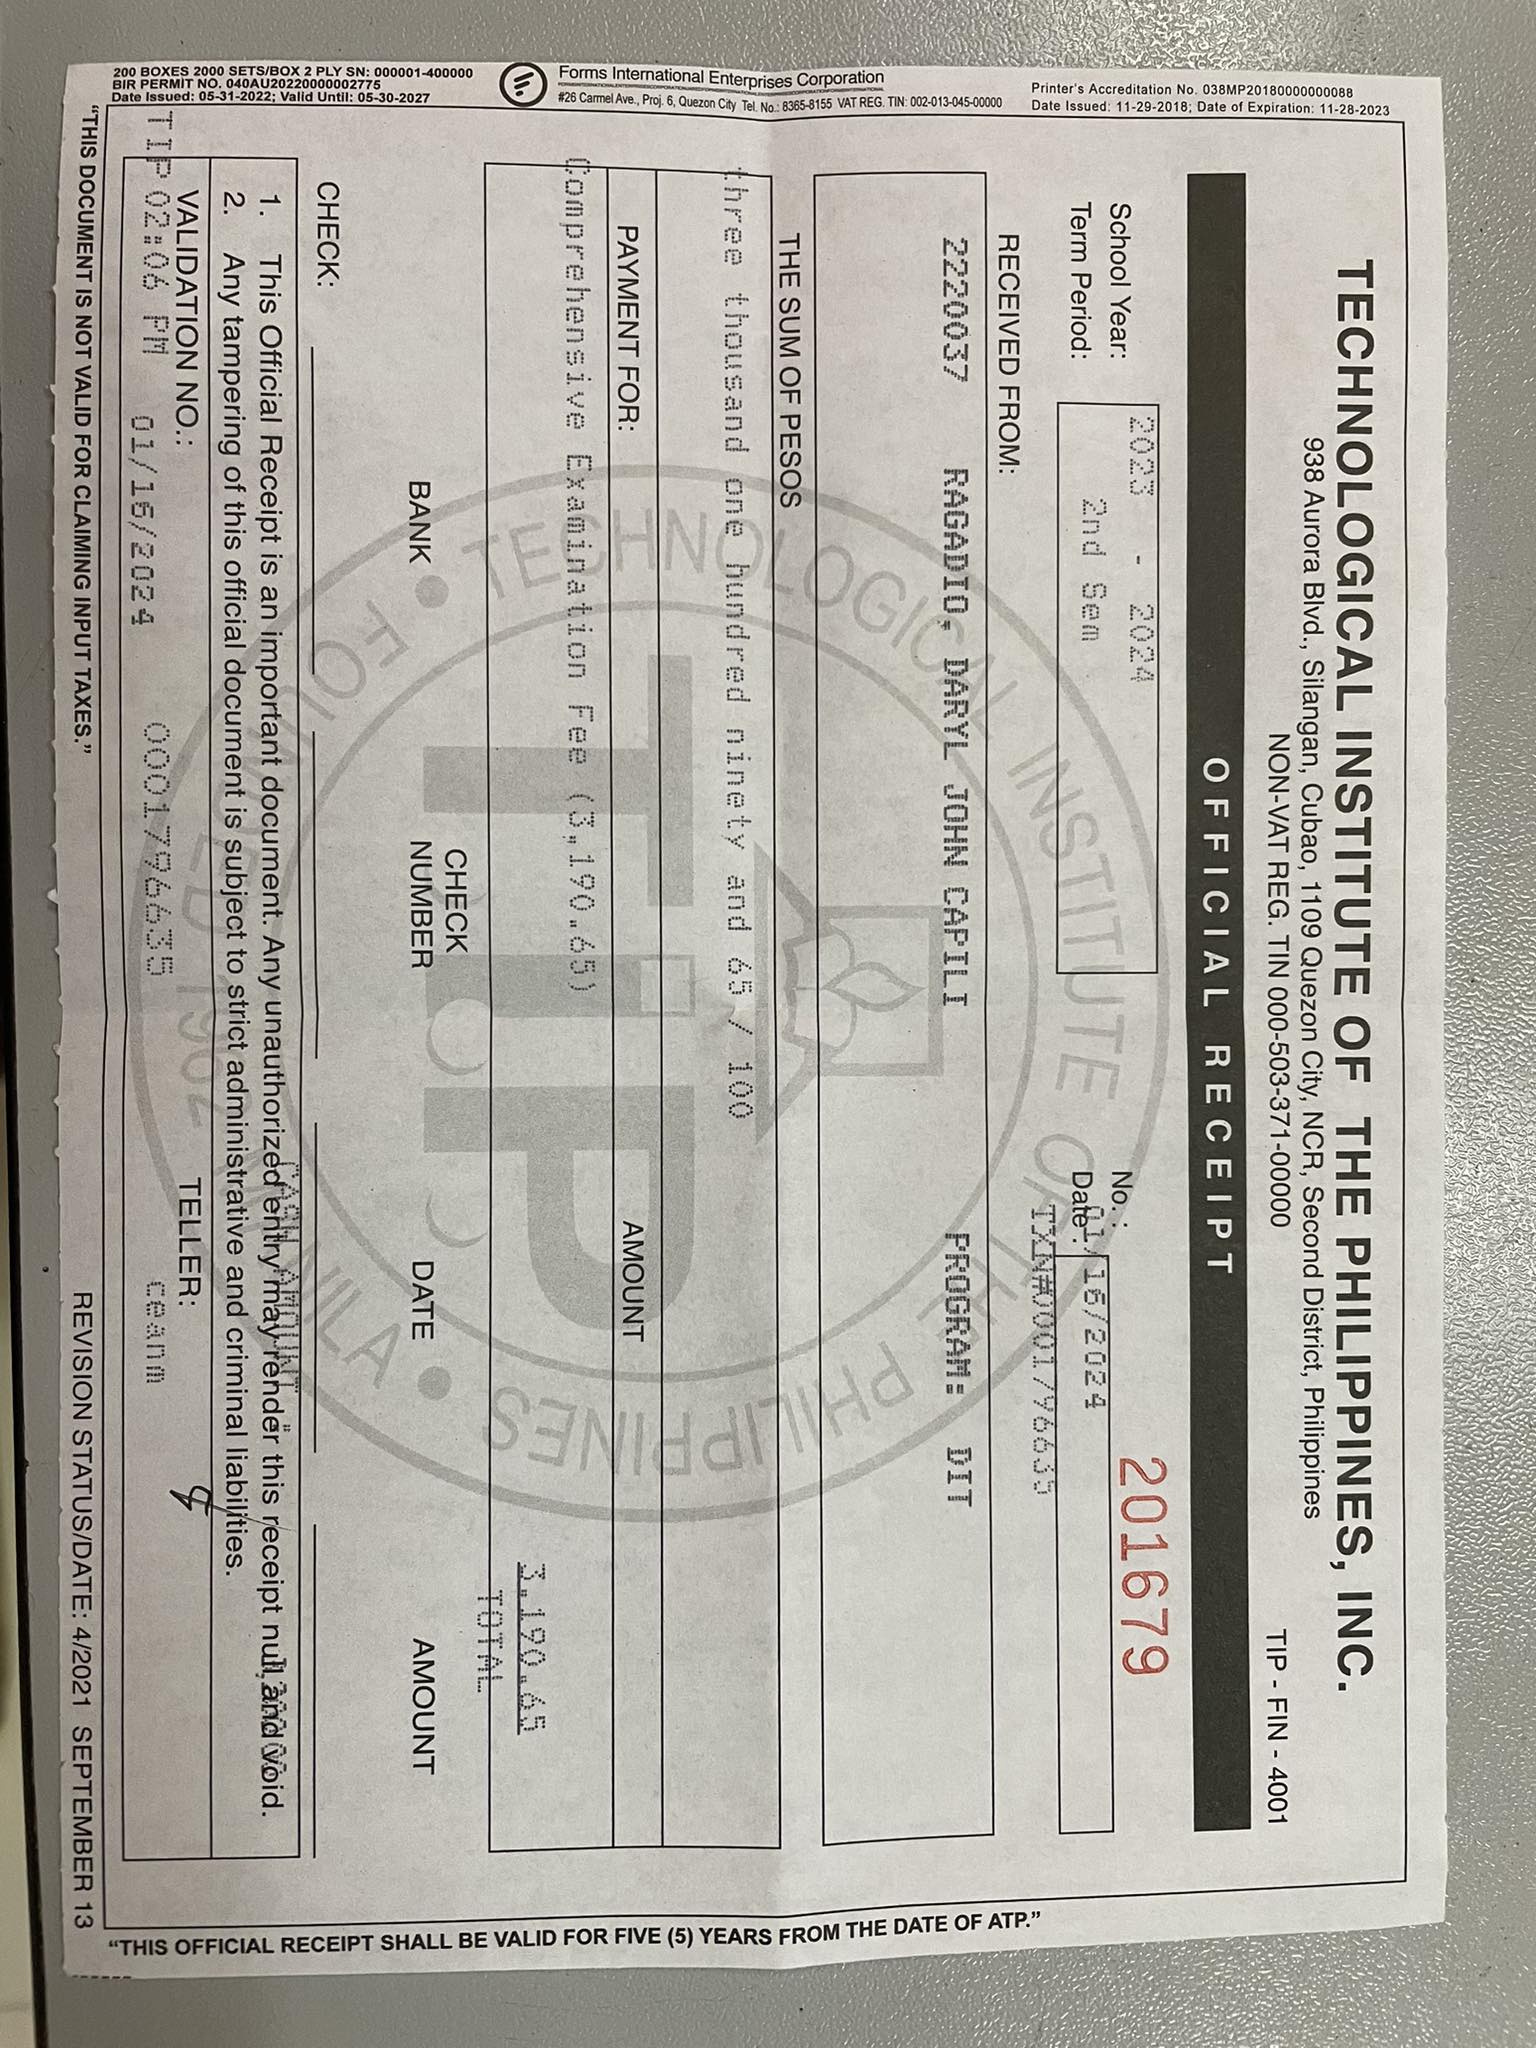 TECHNOLOGICAL INSTITUTE OF THE PHILIPPINES, INC.
938 Aurora Blvd., Silangan, Cubao, 1109 Quezon City, NCR, Second District, Philippines
NON-VAT REG. TIN 000-503-371-00000
TIP - FIN - 4001
OFFICIAL RECEIPT
School Year: 2023 - 2024
Term Period: 2nd Sem
No.: 201679
Date: 01/16/2024
TXN#0001796635
RECEIVED FROM:
2220037 RAGADIO, DARYL JOHN CAPILI PROGRAM: DIT
THE SUM OF PESOS
three thousand one hundred ninety and 65 / 100
PAYMENT FOR: AMOUNT
Comprehensive Examination Fee (3,190.65)
3,190.65
TOTAL
BANK CHECK NUMBER DATE AMOUNT
CHECK:
CASH AMOUNT
1. This Official Receipt is an important document. Any unauthorized entry may render this receipt null and void.
2. Any tampering of this official document is subject to strict administrative and criminal liabilities.
VALIDATION NO.: TELLER:
TIP 02:06 PM 01/16/2024 0001796635 ceanm
"THIS DOCUMENT IS NOT VALID FOR CLAIMING INPUT TAXES."
REVISION STATUS/DATE: 4/2021 SEPTEMBER 13
200 BOXES 2000 SETS/BOX 2 PLY SN: 000001-400000
BIR PERMIT NO. 040AU20220000002775
Date Issued: 05-31-2022; Valid Until: 05-30-2027
Forms International Enterprises Corporation
#26 Carmel Ave., Proj. 6, Quezon City Tel. No.: 8365-8155 VAT REG. TIN: 002-013-045-00000
Printer's Accreditation No. 038MP20180000000088
Date Issued: 11-29-2018; Date of Expiration: 11-28-2023
"THIS OFFICIAL RECEIPT SHALL BE VALID FOR FIVE (5) YEARS FROM THE DATE OF ATP."
TECHNOLOGICAL INSTITUTE OF THE PHILIPPINES
FOUNDED 1962 MANILA
T.I.P